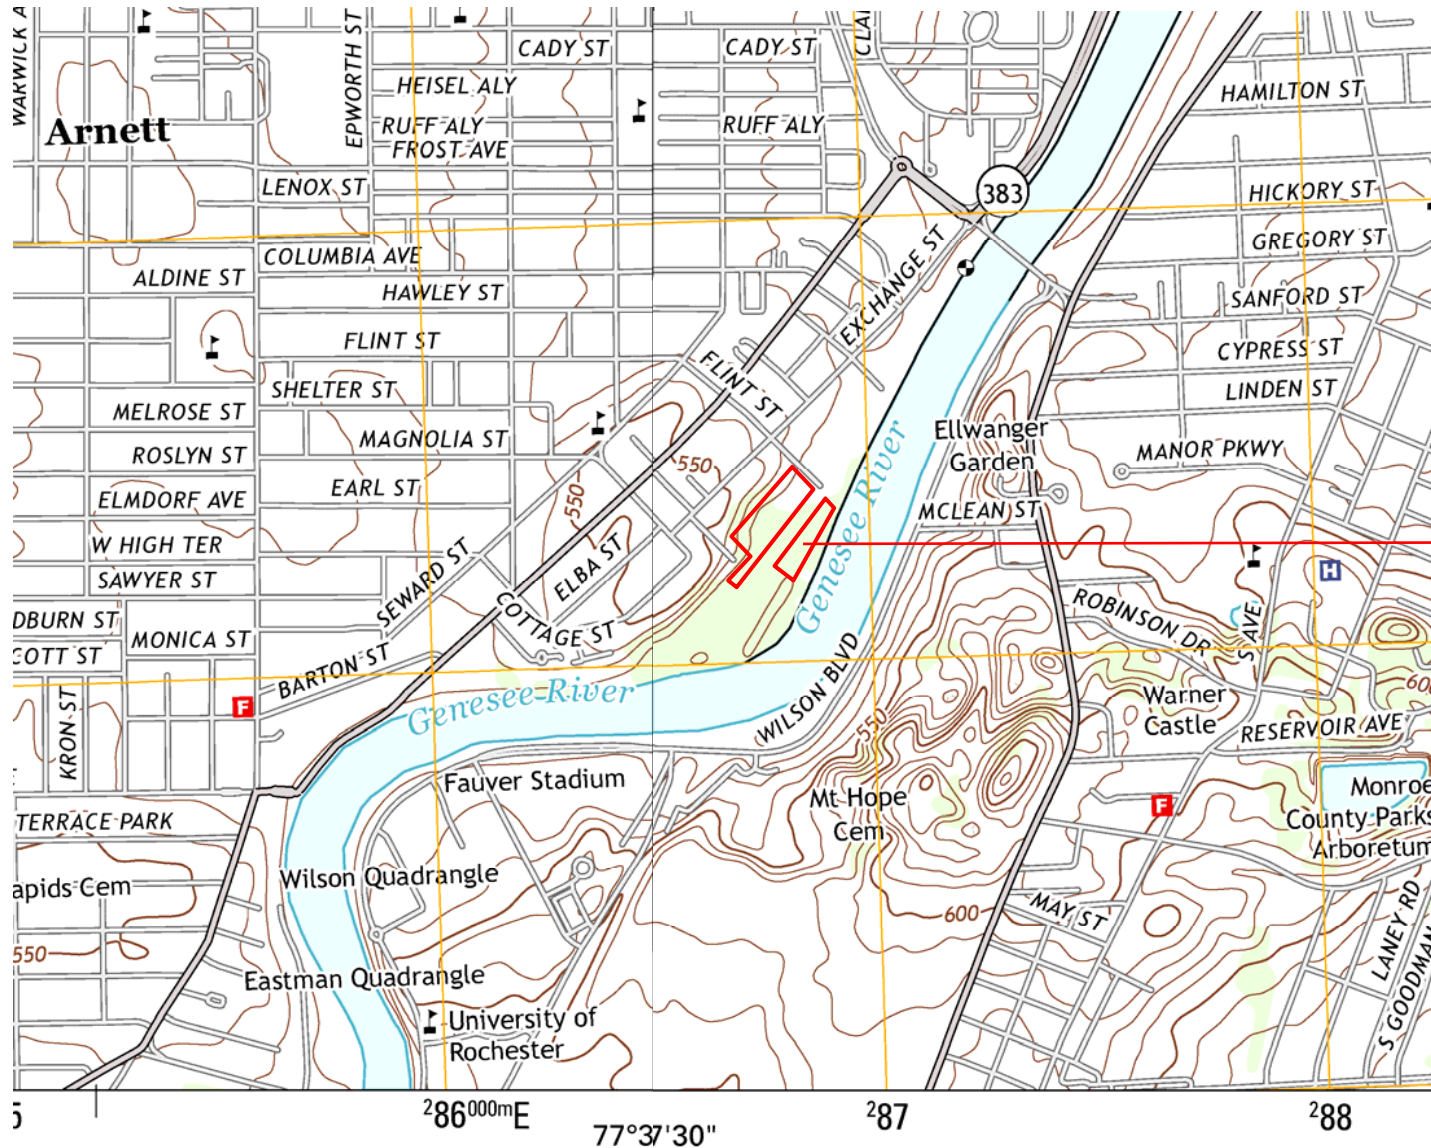 WARWICK A
EPWORTH ST
CADY ST
CADY ST
CLA
HEISEL ALY
HAMILTON ST
Arnett
RUFF ALY
RUFF ALY
FROST AVE
LENOX ST
383
HICKORY ST
COLUMBIA AVE
EXCHANGE ST
GREGORY ST
ALDINE ST
HAWLEY ST
SANFORD ST
FLINT ST
FLINT ST
CYPRESS ST
SHELTER ST
LINDEN ST
MELROSE ST
MAGNOLIA ST
Ellwanger
Garden
MANOR PKWY
ROSLYN ST
550
EARL ST
ELMDORF AVE
550
MCLEAN ST
Genesee River
W HIGH TER
SEWARD ST
ELBA ST
H
SAWYER ST
COTTAGE ST
ROBINSON DR
S AVE
DBURN ST
MONICA ST
COTT ST
BARTON ST
WILSON BLVD
Genesee River
KRON ST
F
550
Warner
Castle
600
RESERVOIR AVE
Fauver Stadium
Mt Hope
Cem
F
Monroe
County Parks
Arboretum
TERRACE PARK
Wilson Quadrangle
apids Cem
600
MAY ST
LANEY RD
S GOODMAN
550
Eastman Quadrangle
University of
Rochester
5
286000mE
77°37'30"
287
288